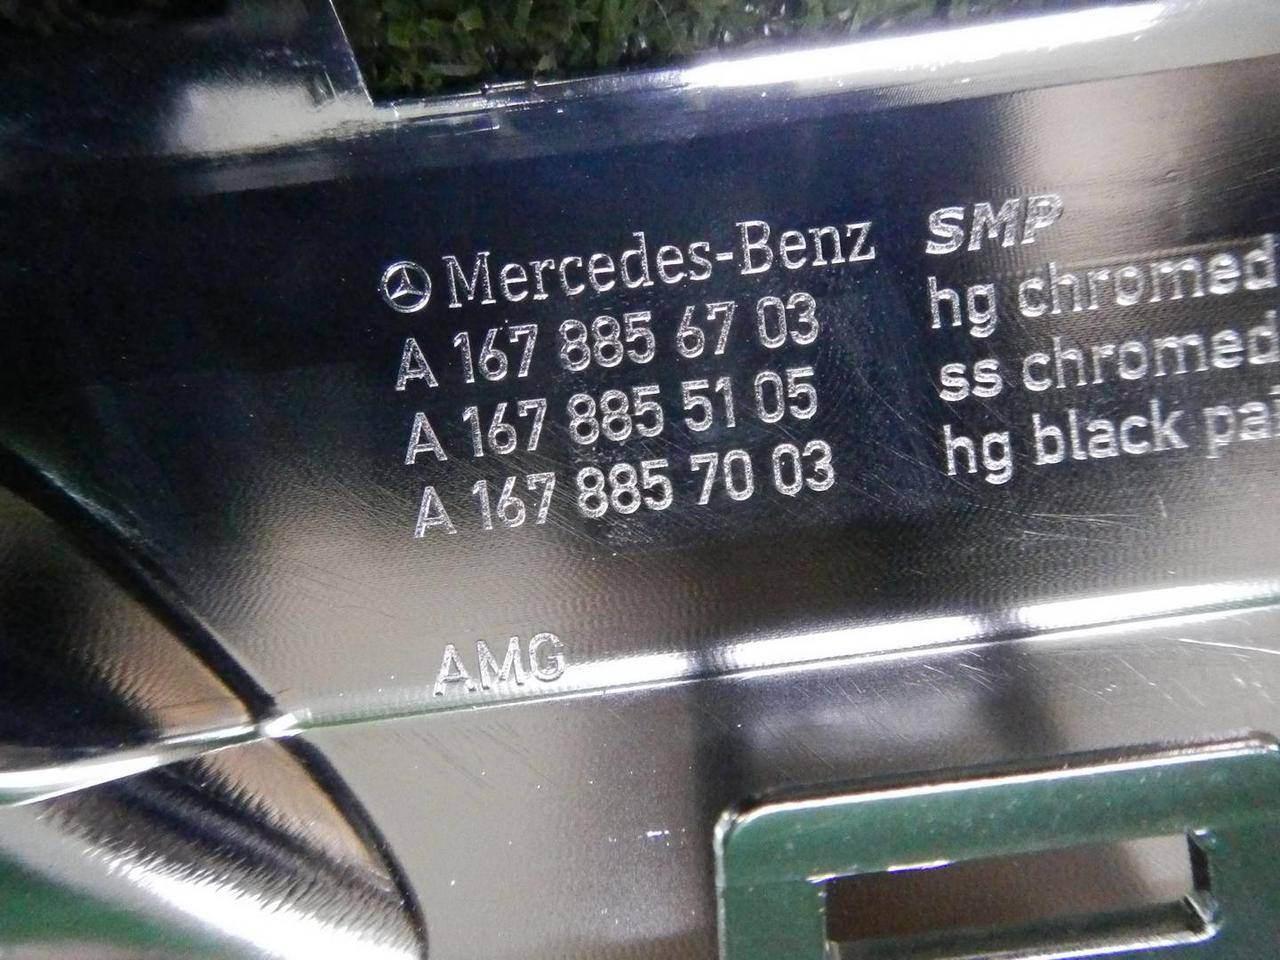 Mercedes-Benz SMP
A 167 885 67 03 hg chromed
A 167 885 51 05 ss chromed
A 167 885 70 03 hg black pai
AMG